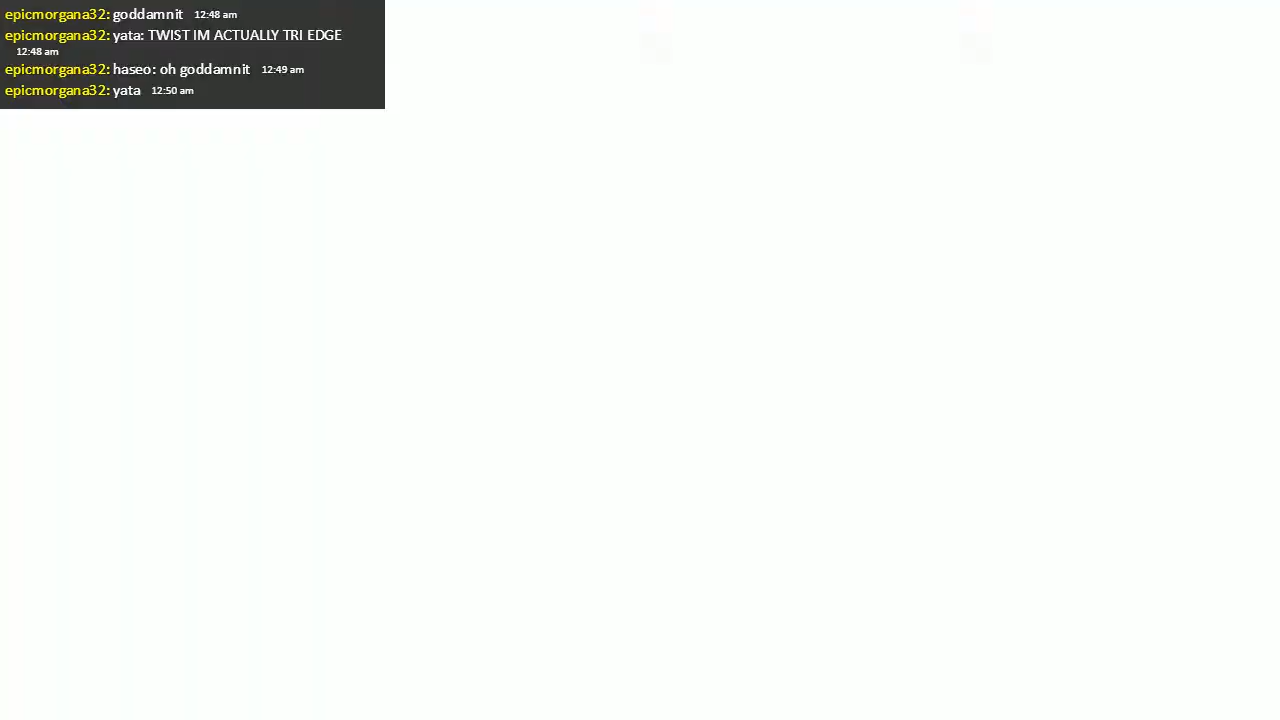 epicmorgana32: goddamnit 12:48 am
epicmorgana32: yata: TWIST IM ACTUALLY TRI EDGE
12:48 am
epicmorgana32: haseo: oh goddamnit 12:49 am
epicmorgana32: yata 12:50 am